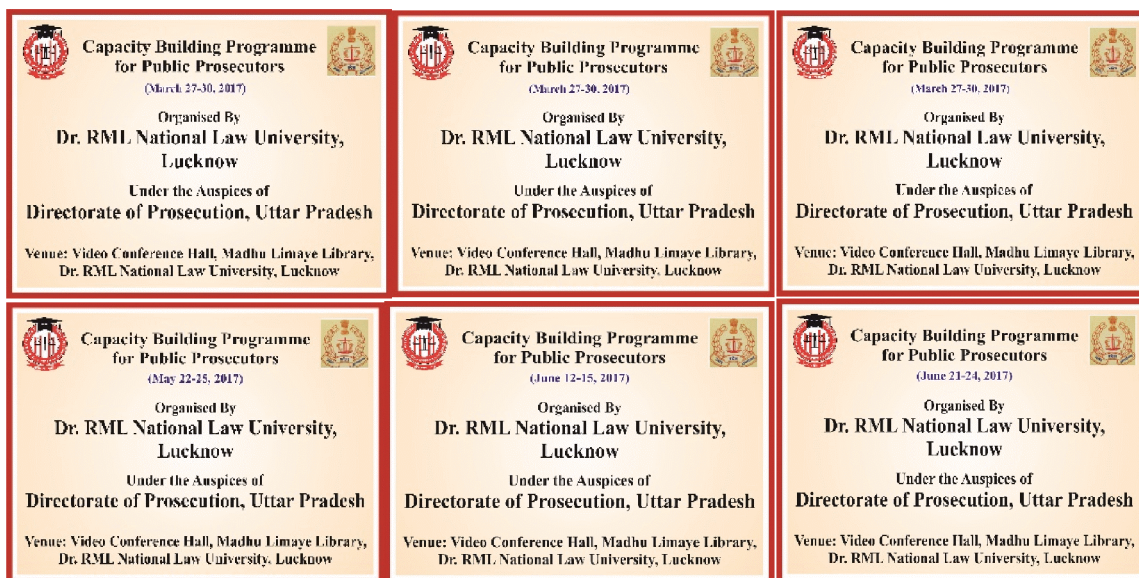 Capacity Building Programme
for Public Prosecutors
(March 27-30, 2017)
Organised By
Dr. RML National Law University,
Lucknow
Under the Auspices of
Directorate of Prosecution, Uttar Pradesh
Venue: Video Conference Hall, Madhu Limaye Library,
Dr. RML National Law University, Lucknow
Capacity Building Programme
for Public Prosecutors
(March 27-30, 2017)
Organised By
Dr. RML National Law University,
Lucknow
Under the Auspices of
Directorate of Prosecution, Uttar Pradesh
Venue: Video Conference Hall, Madhu Limaye Library,
Dr. RML National Law University, Lucknow
Capacity Building Programme
for Public Prosecutors
(March 27-30, 2017)
Organised By
Dr. RML National Law University,
Lucknow
Under the Auspices of
Directorate of Prosecution, Uttar Pradesh
Venue: Video Conference Hall, Madhu Limaye Library,
Dr. RML National Law University, Lucknow
Capacity Building Programme
for Public Prosecutors
(May 22-25, 2017)
Organised By
Dr. RML National Law University,
Lucknow
Under the Auspices of
Directorate of Prosecution, Uttar Pradesh
Venue: Video Conference Hall, Madhu Limaye Library,
Dr. RML National Law University, Lucknow
Capacity Building Programme
for Public Prosecutors
(June 12-15, 2017)
Organised By
Dr. RML National Law University,
Lucknow
Under the Auspices of
Directorate of Prosecution, Uttar Pradesh
Venue: Video Conference Hall, Madhu Limaye Library,
Dr. RML National Law University, Lucknow
Capacity Building Programme
for Public Prosecutors
(June 21-24, 2017)
Organised By
Dr. RML National Law University,
Lucknow
Under the Auspices of
Directorate of Prosecution, Uttar Pradesh
Venue: Video Conference Hall, Madhu Limaye Library,
Dr. RML National Law University, Lucknow